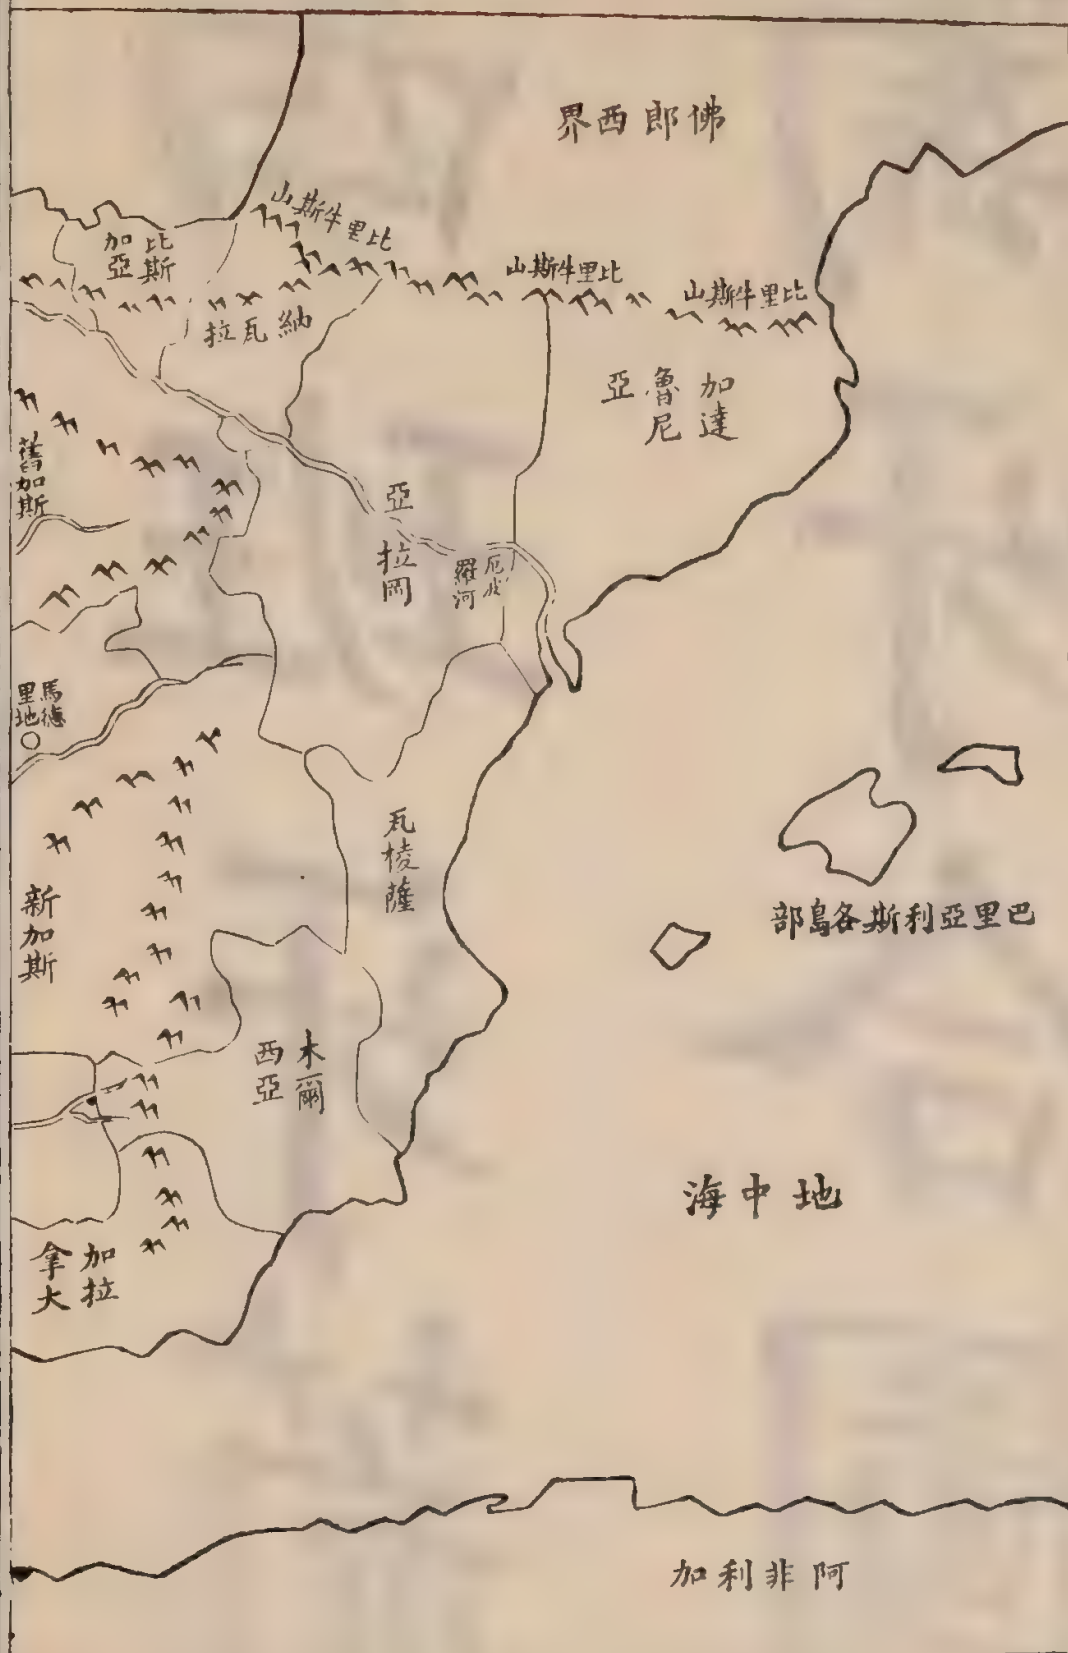 佛郎西界
比里牛斯山
比里牛斯山
比里牛斯山
比斯
加亞
納瓦拉
加達
魯尼
亞
舊加斯
亞拉岡
厄伐
羅河
馬德
里地
瓦棱薩
巴里亞利斯各島部
新加斯
木爾
西亞
地中海
加拉
拿大
阿非利加